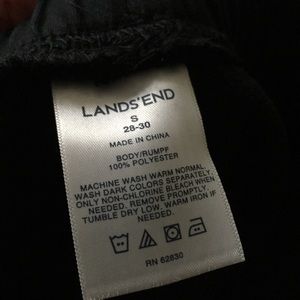 LANDS' END
S
28-30
MADE IN CHINA
BODY/RUMPF
100% POLYESTER
MACHINE WASH WARM NORMAL.
WASH DARK COLORS SEPARATELY.
ONLY NON-CHLORINE BLEACH WHEN
NEEDED. REMOVE PROMPTLY.
TUMBLE DRY LOW. WARM IRON IF
NEEDED.
RN 62830